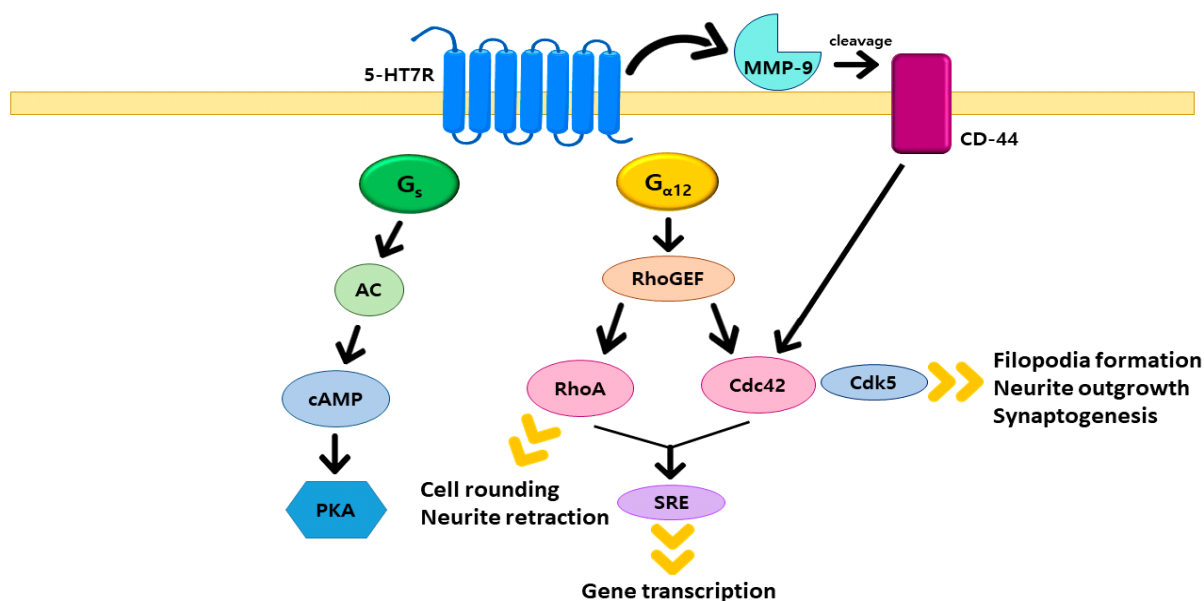 cleavage
5-HT7R
MMP-9
CD-44
Gs
Gα12
AC
RhoGEF
cAMP
RhoA
Cdc42
Cdk5
Filopodia formation
Neurite outgrowth
Synaptogenesis
PKA
Cell rounding
Neurite retraction
SRE
Gene transcription